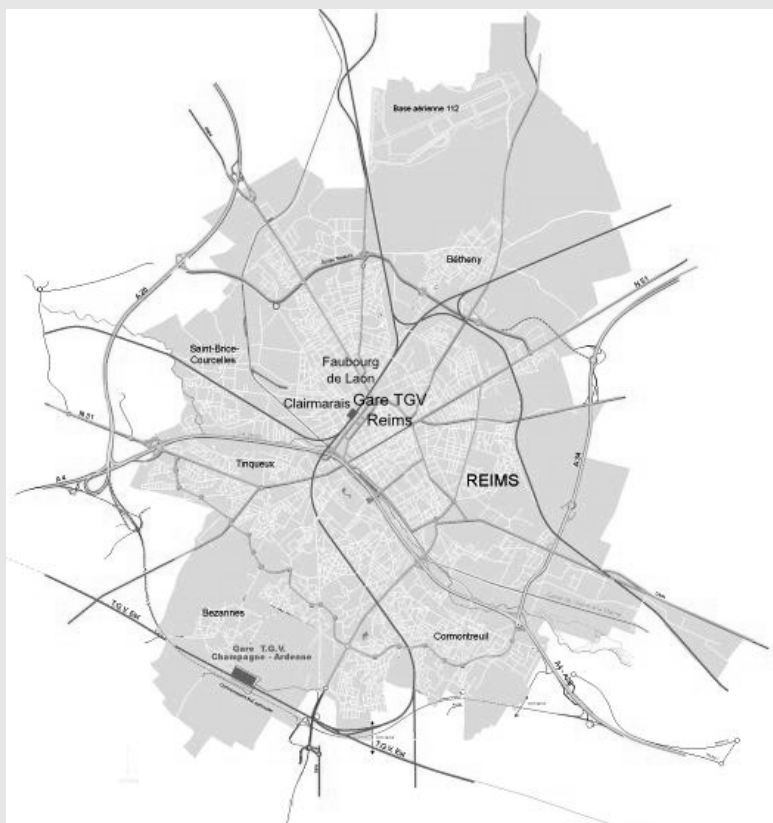 Base aérienne 112
Bétheny
N 51
A 26
Saint-Brice-
Courcelles
Faubourg
de Laon
Clairmarais
Gare TGV
Reims
N 31
Tinqueux
A 4
REIMS
A 34
T.G.V. Est
Bezannes
Gare T.G.V.
Champagne - Ardenne
Cormontreuil
T.G.V. Est